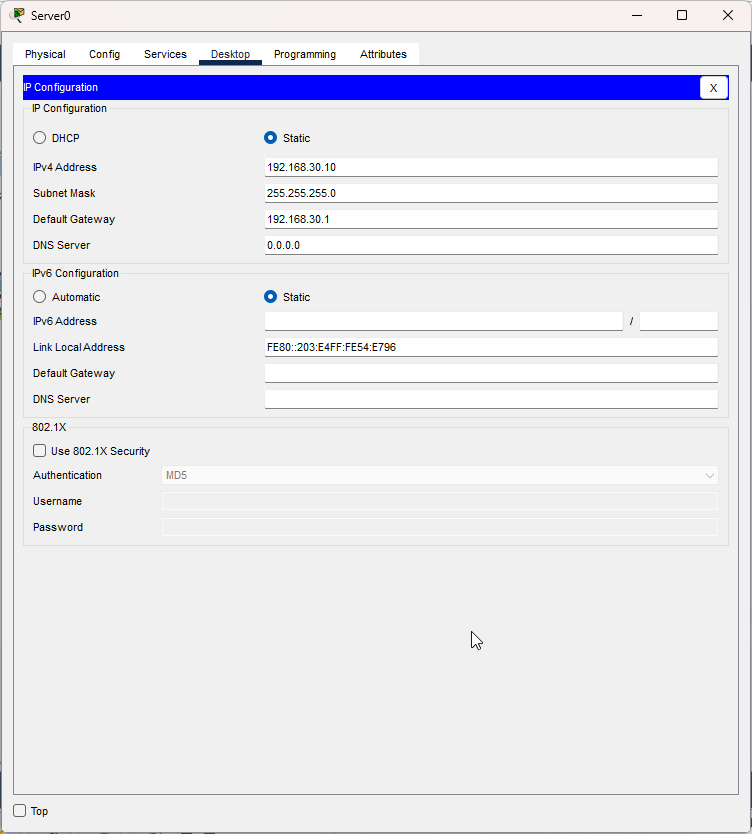 Server0
Physical Config Services Desktop Programming Attributes
IP Configuration X
IP Configuration
DHCP Static
IPv4 Address 192.168.30.10
Subnet Mask 255.255.255.0
Default Gateway 192.168.30.1
DNS Server 0.0.0.0
IPv6 Configuration
Automatic Static
IPv6 Address /
Link Local Address FE80::203:E4FF:FE54:E796
Default Gateway
DNS Server
802.1X
Use 802.1X Security
Authentication MD5
Username
Password
Top